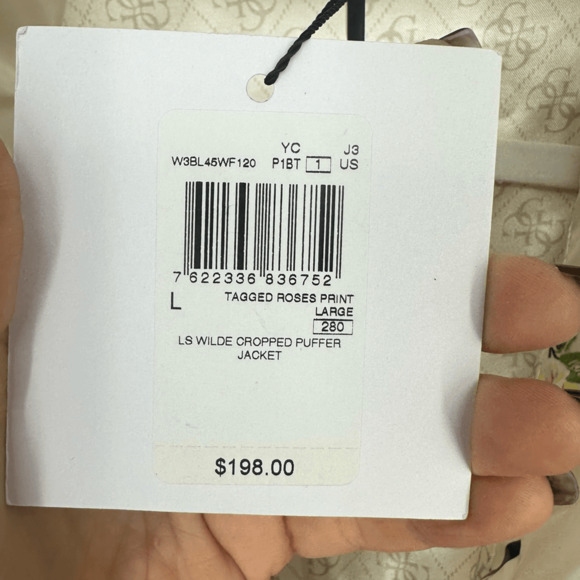 YC J3
W3BL45WF120 P1BT 1 US
7 622336 836752
L TAGGED ROSES PRINT
LARGE
280
LS WILDE CROPPED PUFFER
JACKET
$198.00